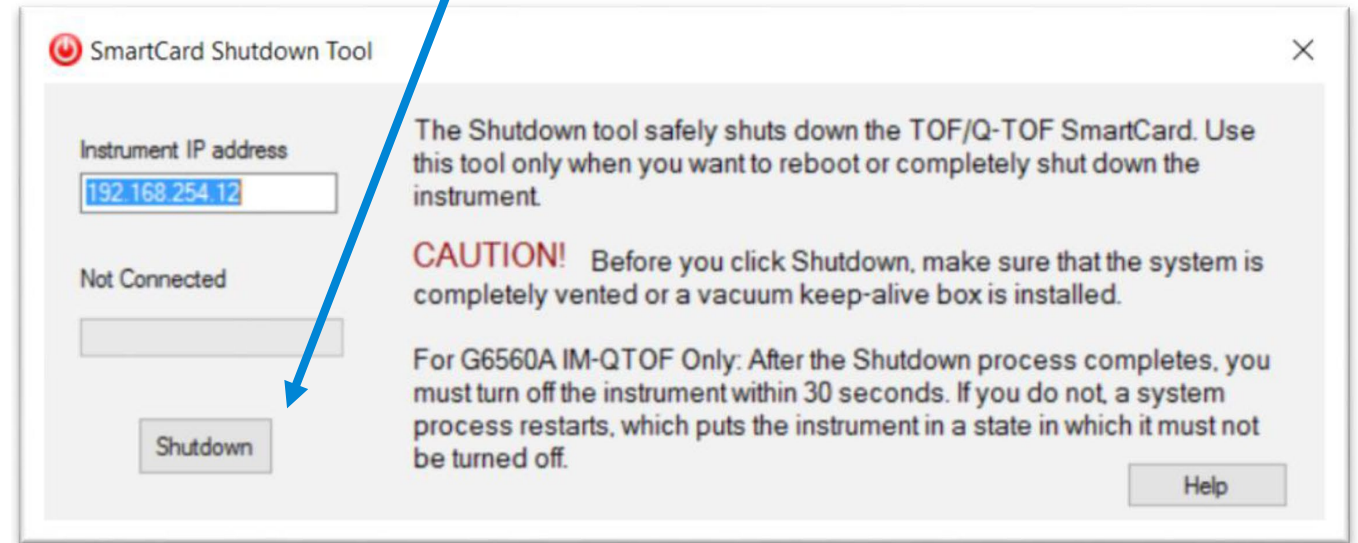 SmartCard Shutdown Tool
Instrument IP address
192.168.254.12
Not Connected
Shutdown
The Shutdown tool safely shuts down the TOF/Q-TOF SmartCard. Use
this tool only when you want to reboot or completely shut down the
instrument.
CAUTION! Before you click Shutdown, make sure that the system is
completely vented or a vacuum keep-alive box is installed.
For G6560A IM-QTOF Only: After the Shutdown process completes, you
must turn off the instrument within 30 seconds. If you do not, a system
process restarts, which puts the instrument in a state in which it must not
be turned off.
Help